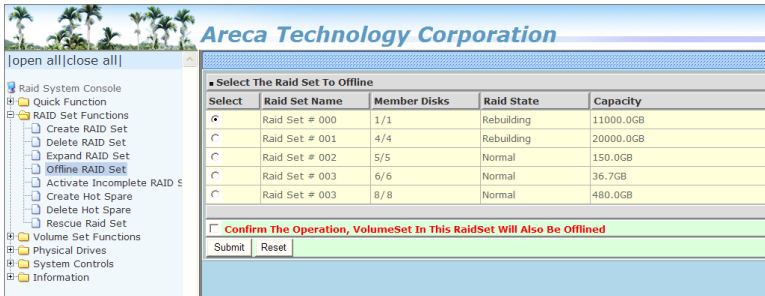 Areca Technology Corporation
|open all|close all|
Raid System Console
Quick Function
RAID Set Functions
Create RAID Set
Delete RAID Set
Expand RAID Set
Offline RAID Set
Activate Incomplete RAID S
Create Hot Spare
Delete Hot Spare
Rescue Raid Set
Volume Set Functions
Physical Drives
System Controls
Information
Select The Raid Set To Offline
Select Raid Set Name Member Disks Raid State Capacity
Raid Set # 000 1/1 Rebuilding 11000.0GB
Raid Set # 001 4/4 Rebuilding 20000.0GB
Raid Set # 002 5/5 Normal 150.0GB
Raid Set # 003 6/6 Normal 36.7GB
Raid Set # 003 8/8 Normal 480.0GB
Confirm The Operation, VolumeSet In This RaidSet Will Also Be Offlined
Submit Reset